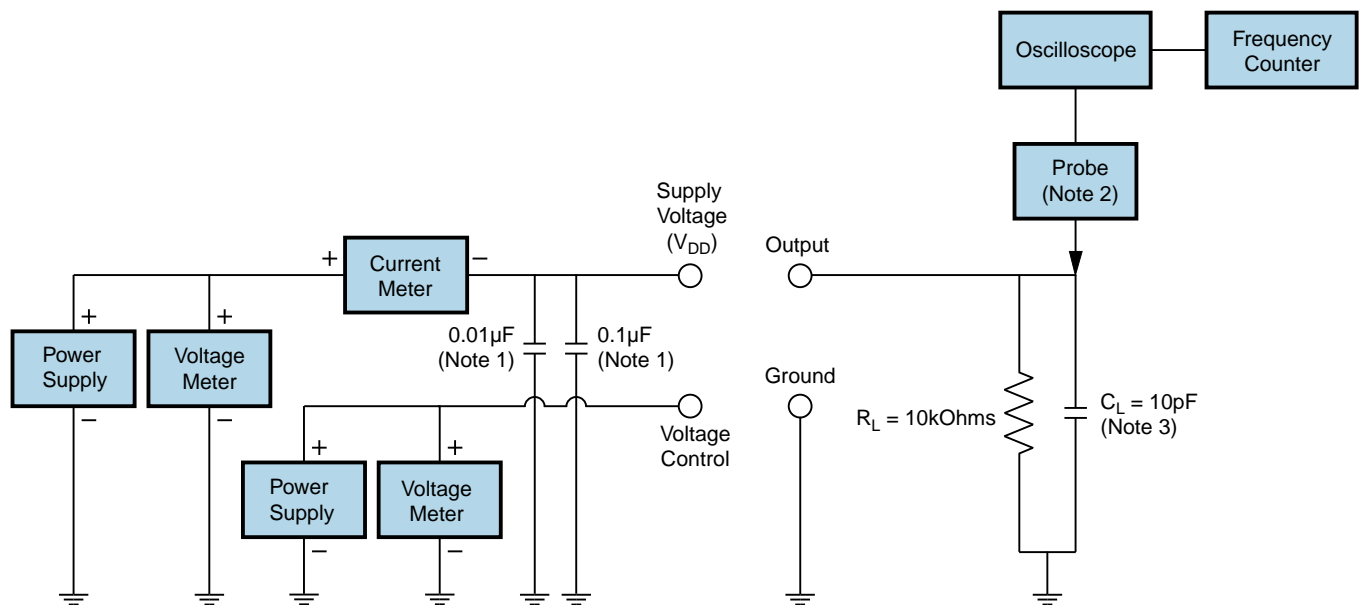 Oscilloscope
Frequency
Counter
Probe
(Note 2)
Supply
Voltage
(VDD)
Output
+
Current
Meter
−
+
Power
Supply
−
+
Voltage
Meter
−
0.01µF
(Note 1)
0.1µF
(Note 1)
Ground
RL = 10kOhms
CL = 10pF
(Note 3)
Voltage
Control
+
Power
Supply
−
+
Voltage
Meter
−